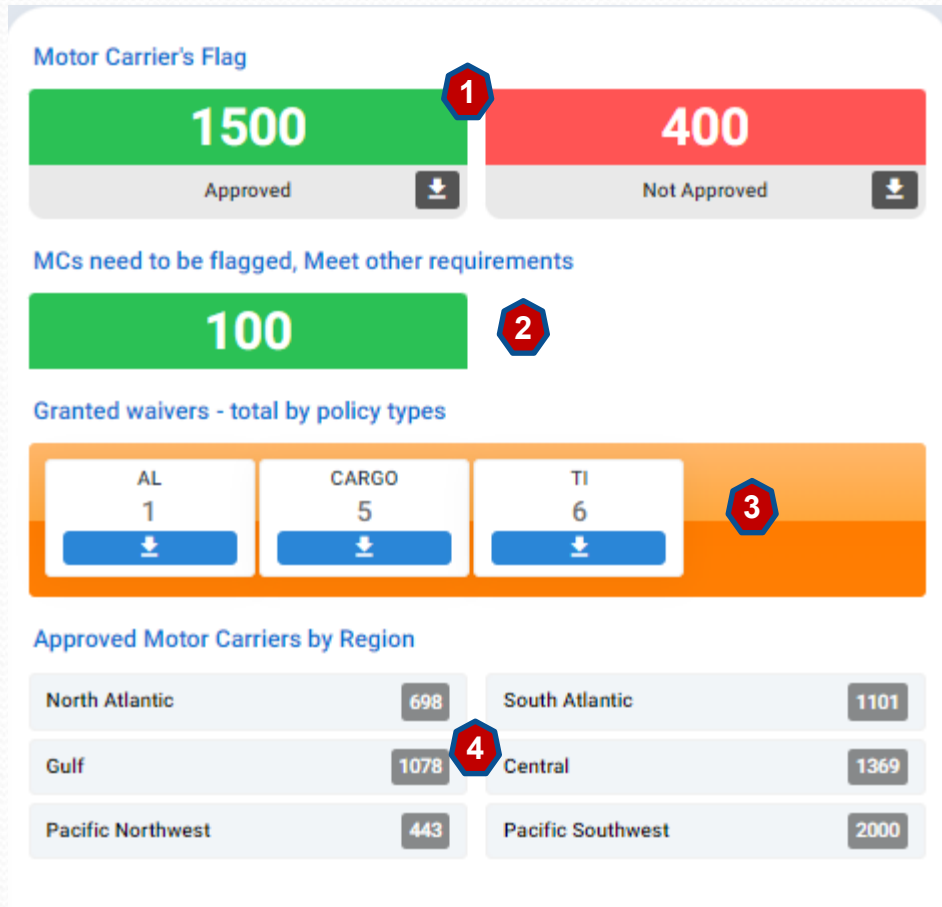 Motor Carrier's Flag
1
1500
400
Approved
Not Approved
MCs need to be flagged, Meet other requirements
100
2
Granted waivers - total by policy types
AL
CARGO
TI
1
5
6
3
Approved Motor Carriers by Region
North Atlantic 698
South Atlantic 1101
4
Gulf 1078
Central 1369
Pacific Northwest 443
Pacific Southwest 2000